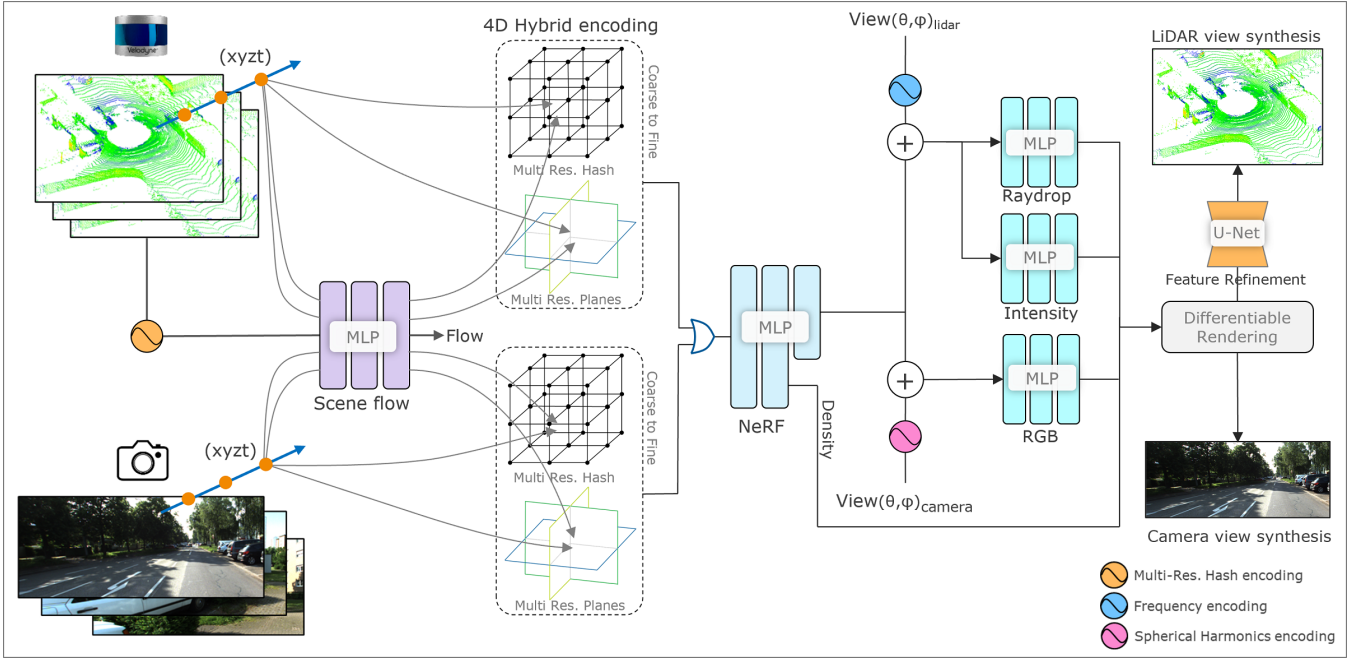 4D Hybrid encoding
View(θ,φ)lidar
LiDAR view synthesis
Velodyne
(xyzt)
Coarse to Fine
Multi Res. Hash
MLP
Raydrop
Multi Res. Planes
U-Net
Feature Refinement
MLP
Intensity
MLP
Flow
Scene flow
MLP
NeRF
Differentiable
Rendering
Coarse to Fine
MLP
RGB
Density
(xyzt)
Multi Res. Hash
View(θ,φ)camera
Camera view synthesis
Multi Res. Planes
Multi-Res. Hash encoding
Frequency encoding
Spherical Harmonics encoding